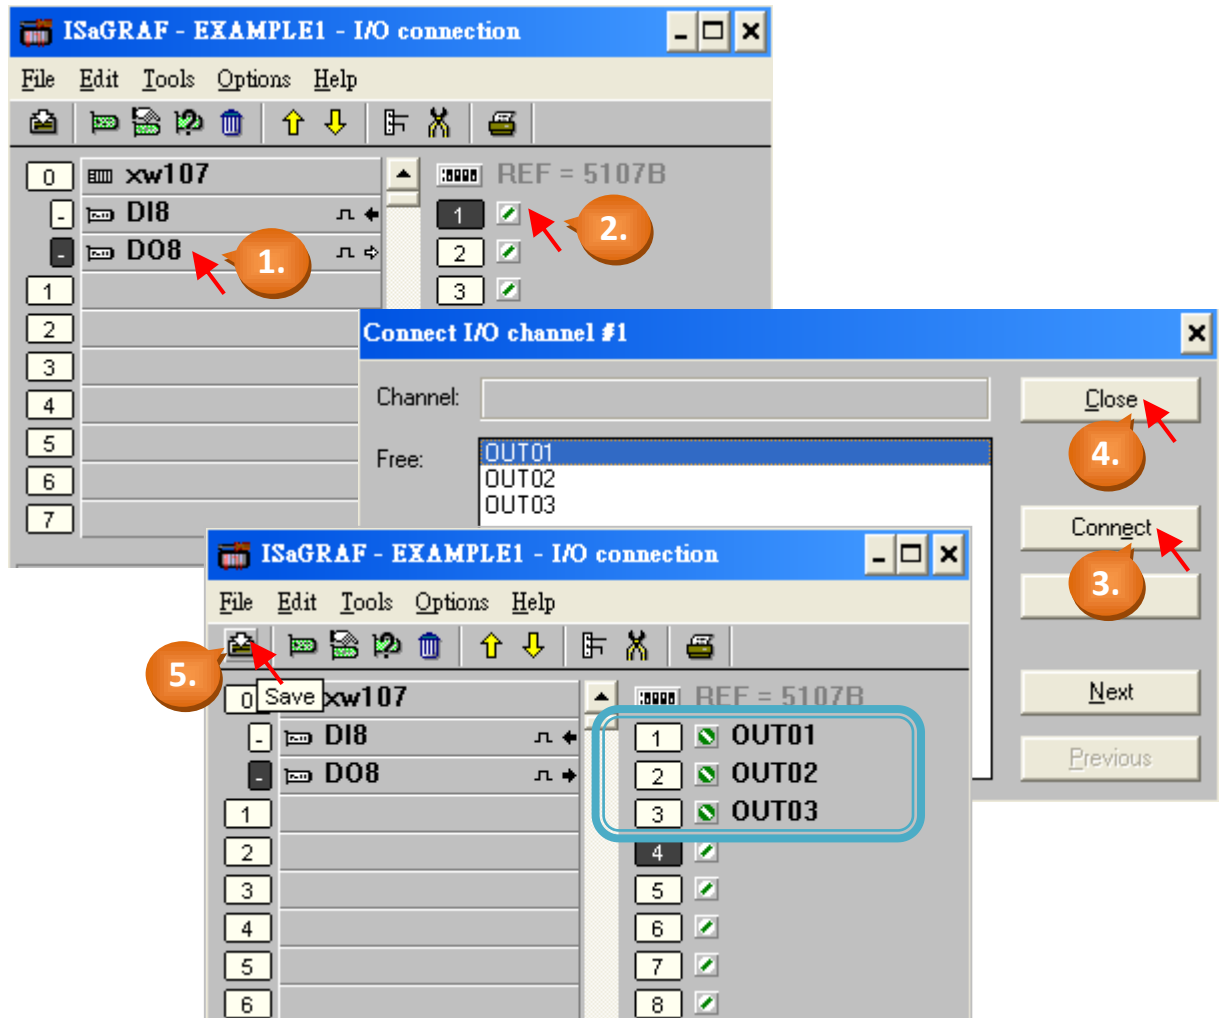 ISaGRAF - EXAMPLE1 - I/O connection
File Edit Tools Options Help
0 xw107 REF = 5107B
- DI8 1
2.
- DO8 2
1.
1 3
2
3
4
5
6
7
Connect I/O channel #1
Channel:
Close
4.
Free:
OUT01
OUT02
OUT03
Connect
3.
Next
Previous
ISaGRAF - EXAMPLE1 - I/O connection
File Edit Tools Options Help
5.
Save
0 xw107 REF = 5107B
- DI8 1 OUT01
- DO8 2 OUT02
1 3 OUT03
2 4
3 5
4 6
5 7
6 8